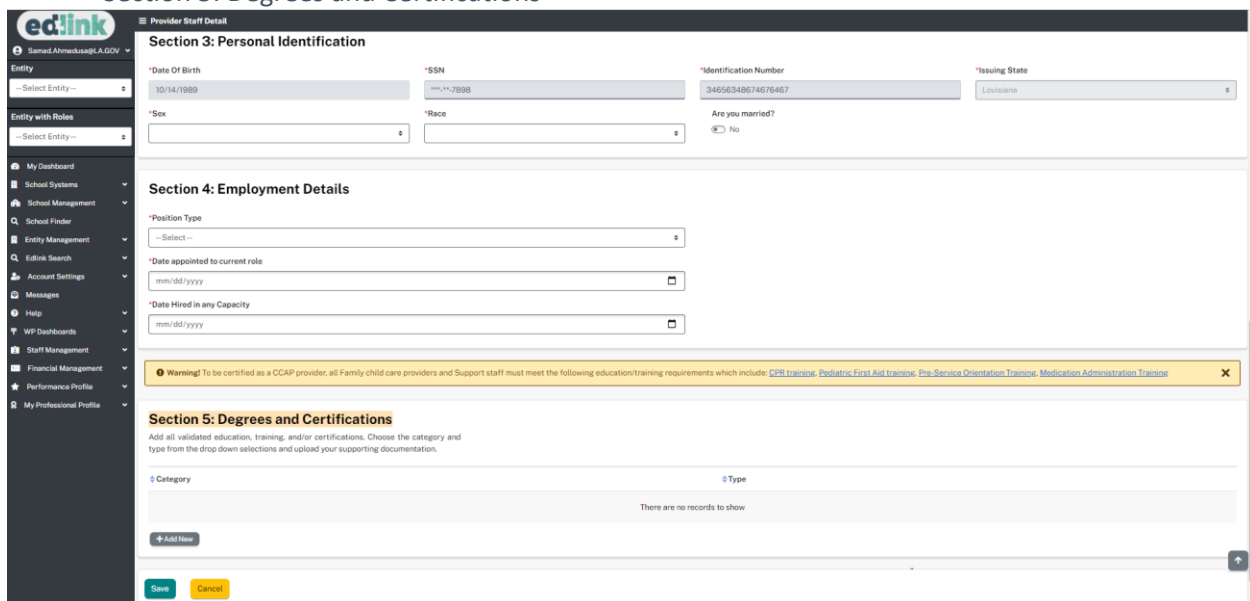 Section 5: Degrees and Certifications
ed:link
Provider Staff Detail
Samad.Ahmedusa@LA.GOV
Entity
--Select Entity--
Entity with Roles
--Select Entity--
My Dashboard
School Systems
School Management
School Finder
Entity Management
Edlink Search
Account Settings
Messages
Help
WP Dashboards
Staff Management
Financial Management
Performance Profile
My Professional Profile
Section 3: Personal Identification
*Date Of Birth
10/14/1989
*SSN
***-**-7898
*Identification Number
34656348674676467
*Issuing State
Louisiana
*Sex
*Race
Are you married?
No
Section 4: Employment Details
*Position Type
--Select--
*Date appointed to current role
mm/dd/yyyy
*Date Hired in any Capacity
mm/dd/yyyy
Warning! To be certified as a CCAP provider, all Family child care providers and Support staff must meet the following education/training requirements which include: CPR training, Pediatric First Aid training, Pre-Service Orientation Training, Medication Administration Training
Section 5: Degrees and Certifications
Add all validated education, training, and/or certifications. Choose the category and
type from the drop down selections and upload your supporting documentation.
Category
Type
There are no records to show
+ Add New
Save
Cancel